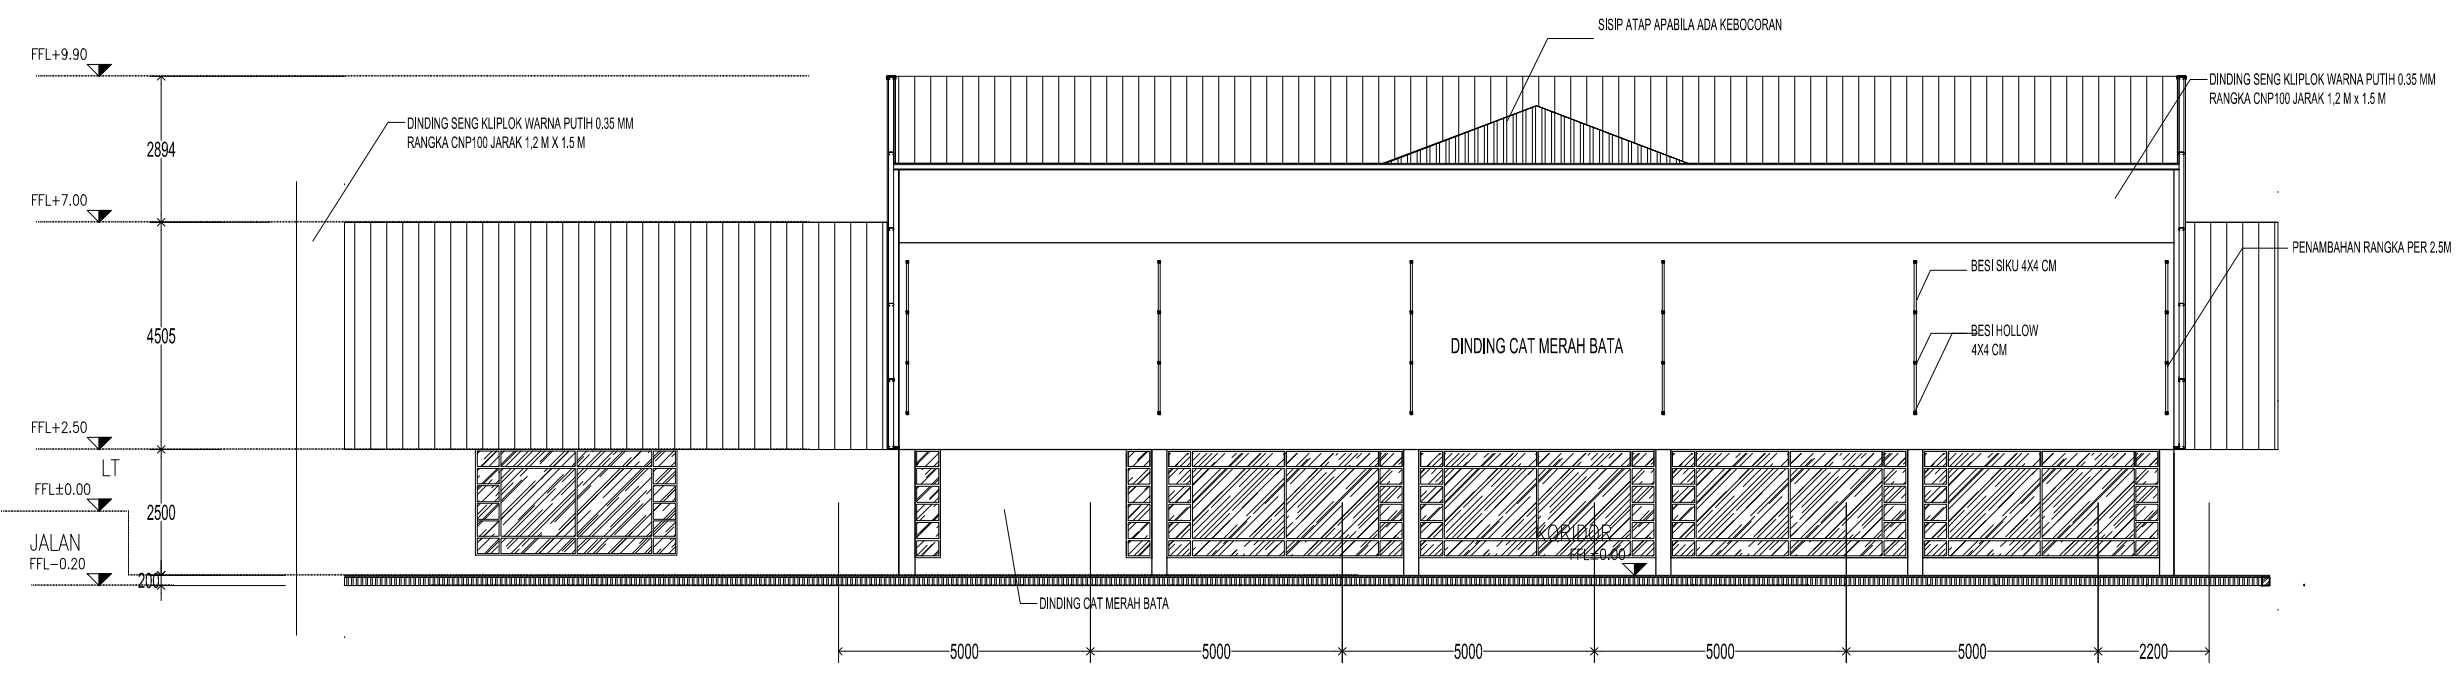 SISIP ATAP APABILA ADA KEBOCORAN
FFL+9.90
DINDING SENG KLIPLOK WARNA PUTIH 0.35 MM
RANGKA CNP100 JARAK 1,2 M x 1.5 M
DINDING SENG KLIPLOK WARNA PUTIH 0.35 MM
RANGKA CNP100 JARAK 1,2 M X 1.5 M
2894
FFL+7.00
PENAMBAHAN RANGKA PER 2.5M
BESI SIKU 4X4 CM
4505
BESI HOLLOW
4X4 CM
DINDING CAT MERAH BATA
FFL+2.50
LT
FFL±0.00
2500
JALAN
FFL-0.20
200
KORIDOR
FFL±0.00
DINDING CAT MERAH BATA
5000
5000
5000
5000
5000
2200